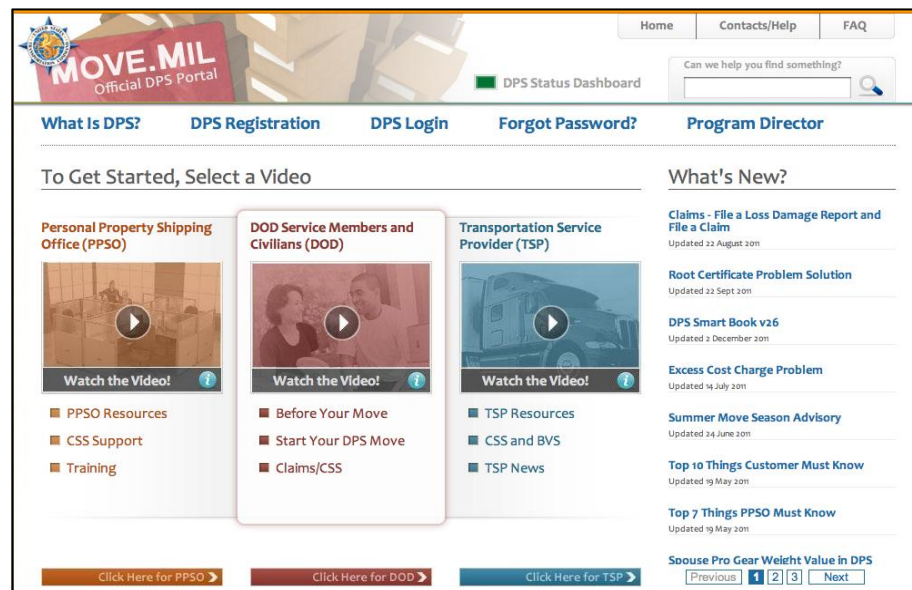 Home
Contacts/Help
FAQ
MOVE.MIL
Official DPS Portal
DPS Status Dashboard
Can we help you find something?
What Is DPS?
DPS Registration
DPS Login
Forgot Password?
Program Director
To Get Started, Select a Video
Personal Property Shipping
Office (PPSO)
Watch the Video!
PPSO Resources
CSS Support
Training
Click Here for PPSO
DOD Service Members and
Civilians (DOD)
Watch the Video!
Before Your Move
Start Your DPS Move
Claims/CSS
Click Here for DOD
Transportation Service
Provider (TSP)
Watch the Video!
TSP Resources
CSS and BVS
TSP News
Click Here for TSP
What's New?
Claims - File a Loss Damage Report and
File a Claim
Updated 22 August 2011
Root Certificate Problem Solution
Updated 22 Sept 2011
DPS Smart Book v26
Updated 2 December 2011
Excess Cost Charge Problem
Updated 14 July 2011
Summer Move Season Advisory
Updated 24 June 2011
Top 10 Things Customer Must Know
Updated 19 May 2011
Top 7 Things PPSO Must Know
Updated 19 May 2011
Spouse Pro Gear Weight Value in DPS
Previous 1 2 3 Next